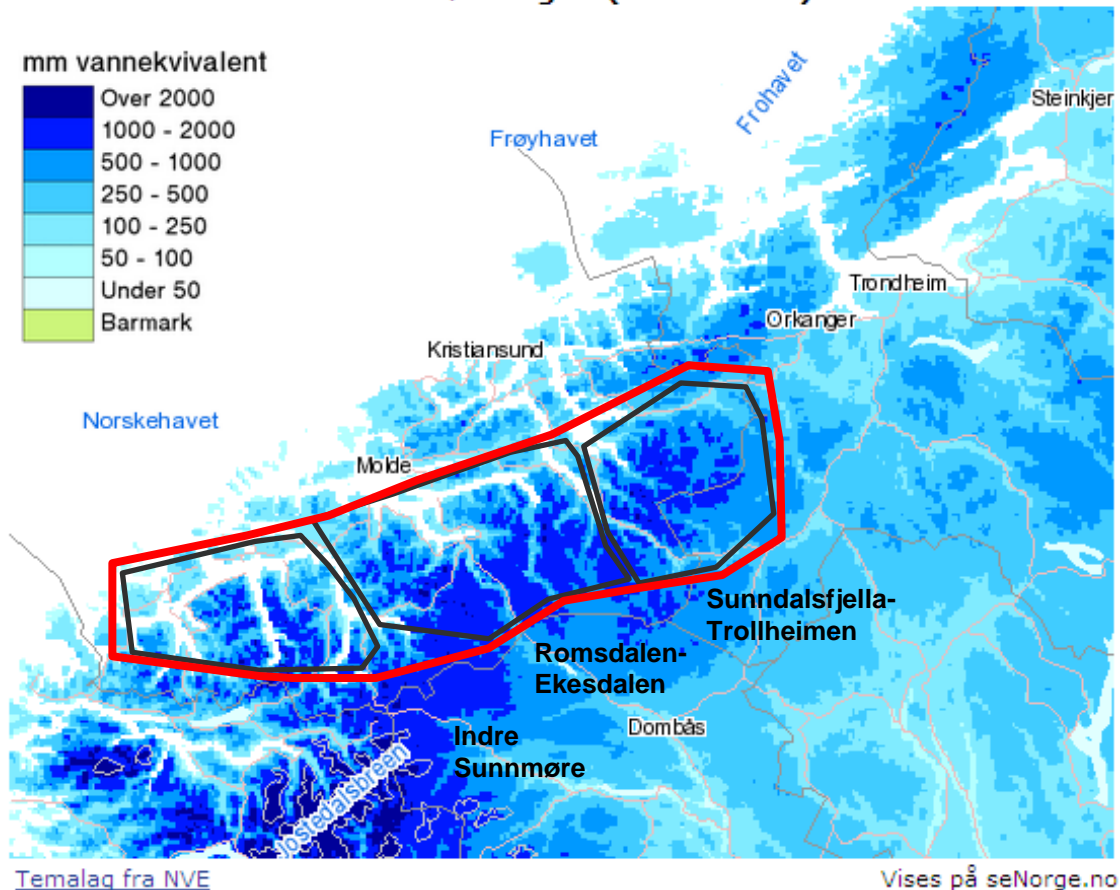 mm vannekvivalent
Over 2000
1000 - 2000
500 - 1000
250 - 500
100 - 250
50 - 100
Under 50
Barmark
Frohavet
Frøyhavet
Steinkjer
Trondheim
Orkanger
Kristiansund
Norskehavet
Molde
Sunndalsfjella-
Trollheimen
Romsdalen-
Ekesdalen
Dombås
Indre
Sunnmøre
Jostedalsbreen
Temalag fra NVE
Vises på seNorge.no